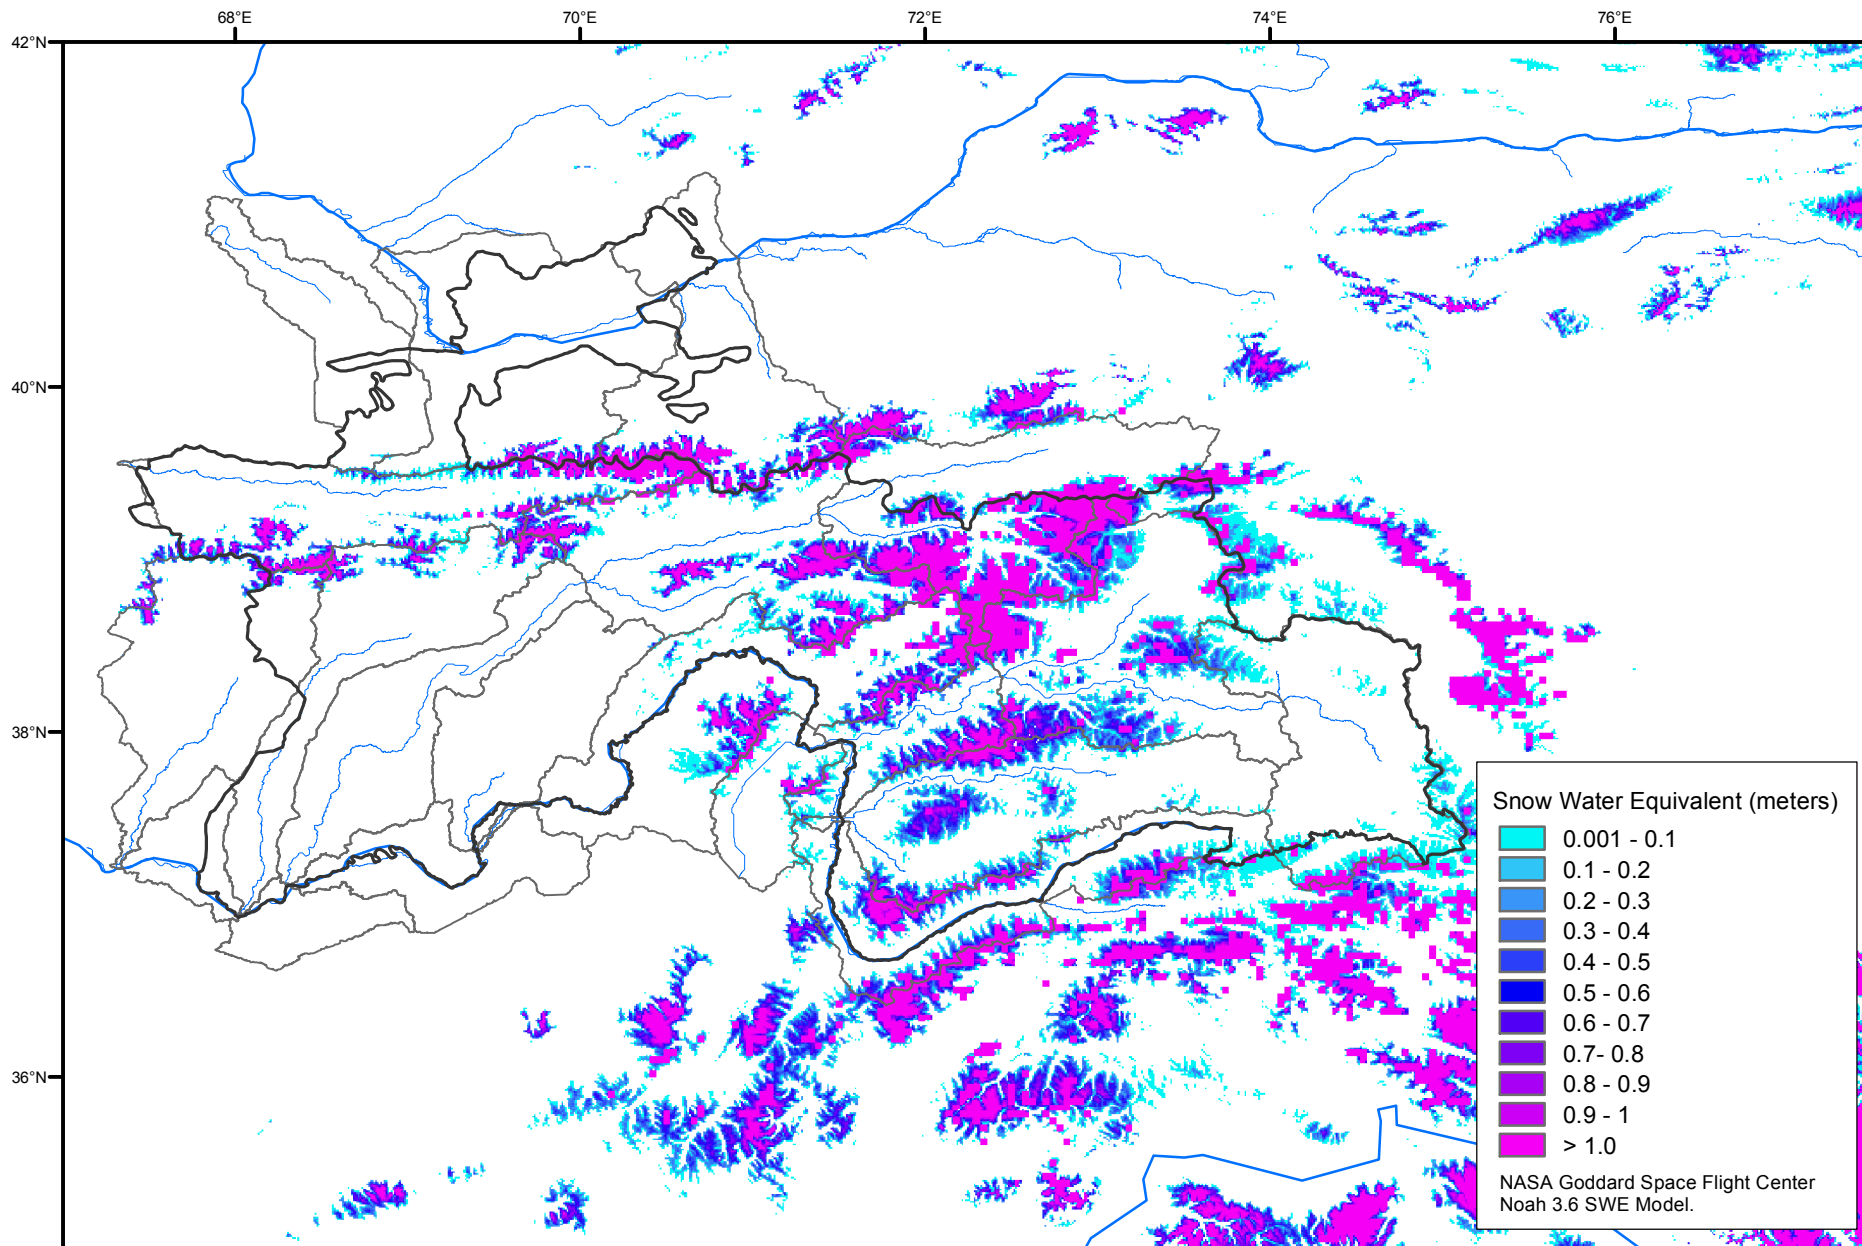 68°E
70°E
72°E
74°E
76°E
42°N
40°N
38°N
36°N
Snow Water Equivalent (meters)
0.001 - 0.1
0.1 - 0.2
0.2 - 0.3
0.3 - 0.4
0.4 - 0.5
0.5 - 0.6
0.6 - 0.7
0.7- 0.8
0.8 - 0.9
0.9 - 1
> 1.0
NASA Goddard Space Flight Center
Noah 3.6 SWE Model.